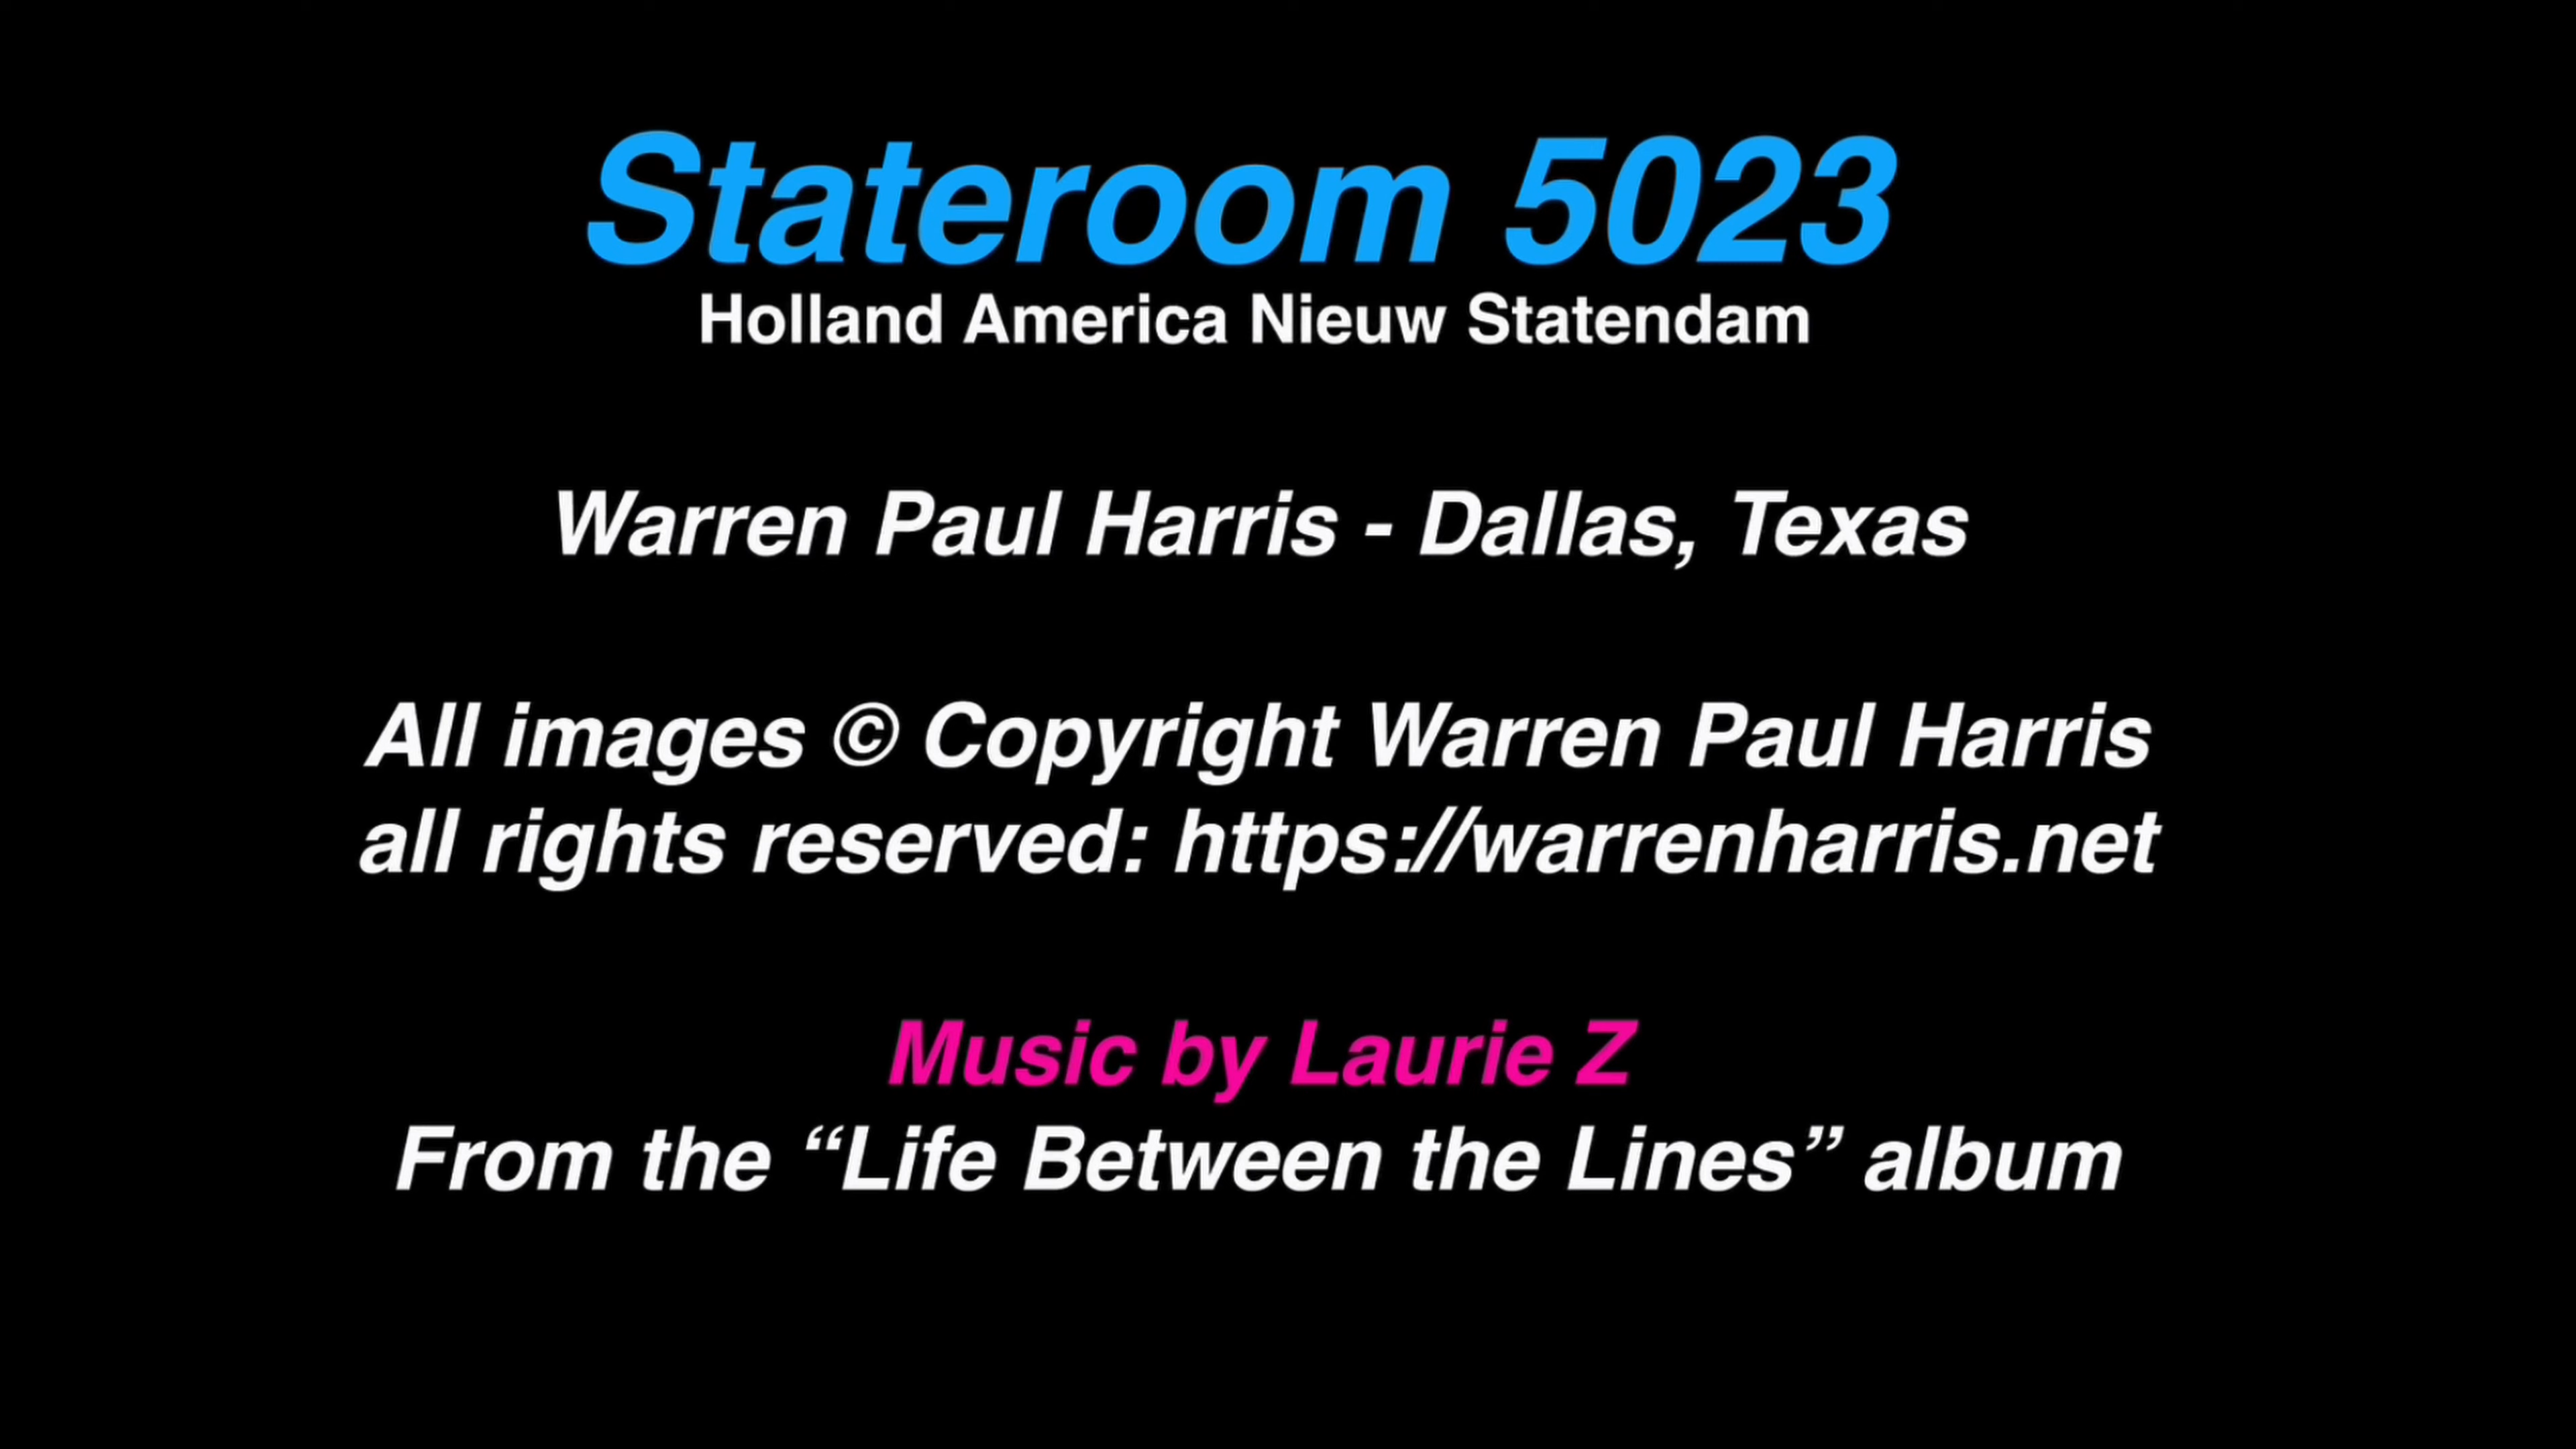 Stateroom 5023
Holland America Nieuw Statendam
Warren Paul Harris - Dallas, Texas
All images © Copyright Warren Paul Harris
all rights reserved: https://warrenharris.net
Music by Laurie Z
From the “Life Between the Lines” album